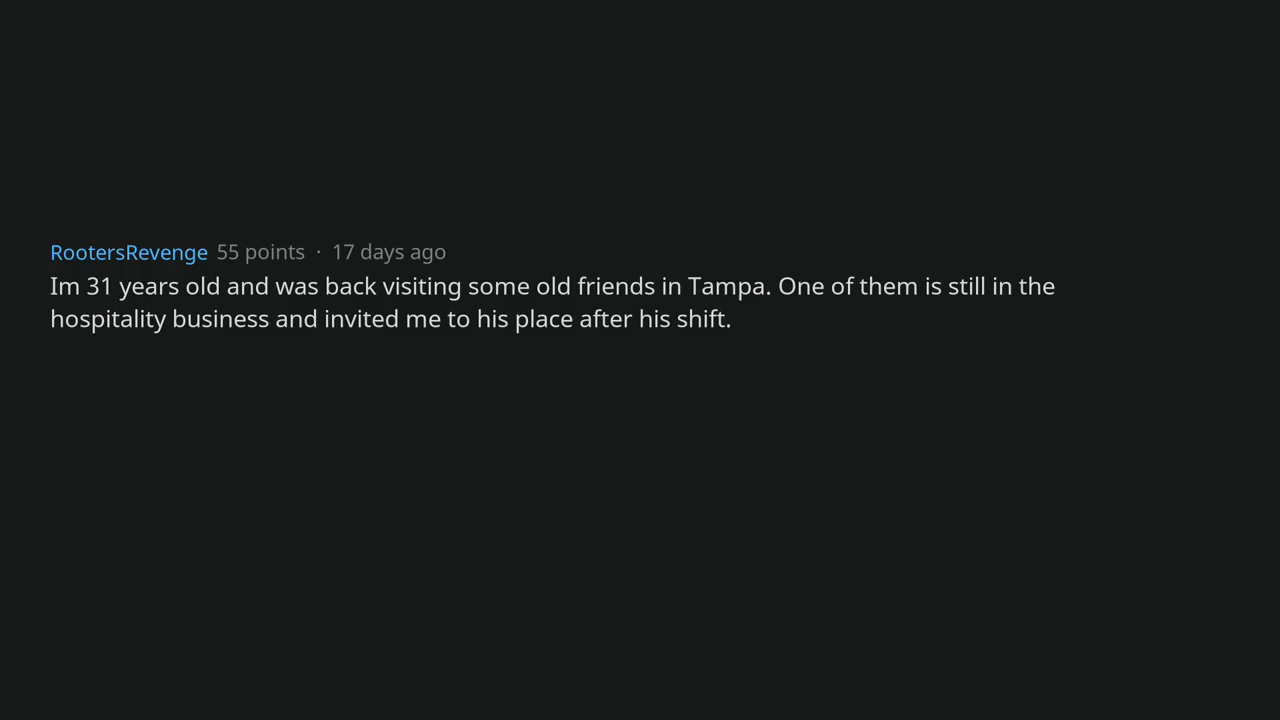 RootersRevenge 55 points · 17 days ago
Im 31 years old and was back visiting some old friends in Tampa. One of them is still in the
hospitality business and invited me to his place after his shift.